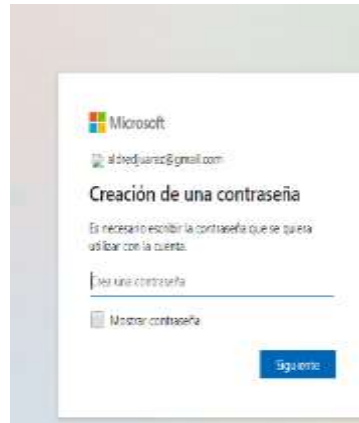 Microsoft
aldredjuarez@gmail.com
Creación de una contraseña
Es necesario escribir la contraseña que se quiera
utilizar con la cuenta.
Crea una contraseña
Mostrar contraseña
Siguiente